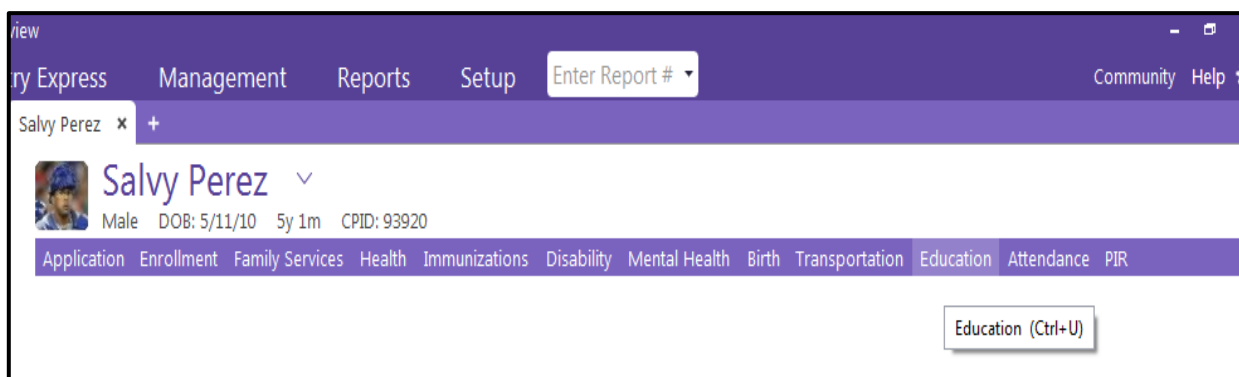 view
ry Express Management Reports Setup Enter Report # Community Help
Salvy Perez × +
Salvy Perez
Male DOB: 5/11/10 5y 1m CPID: 93920
Application Enrollment Family Services Health Immunizations Disability Mental Health Birth Transportation Education Attendance PIR
Education (Ctrl+U)